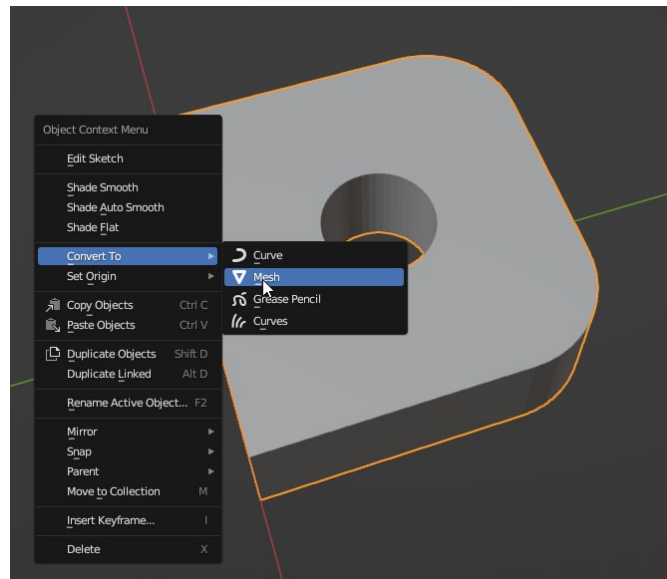 Object Context Menu
Edit Sketch
Shade Smooth
Shade Auto Smooth
Shade Flat
Convert To
Set Origin
Copy Objects Ctrl C
Paste Objects Ctrl V
Duplicate Objects Shift D
Duplicate Linked Alt D
Rename Active Object... F2
Mirror
Snap
Parent
Move to Collection M
Insert Keyframe... I
Delete X
Curve
Mesh
Grease Pencil
Curves